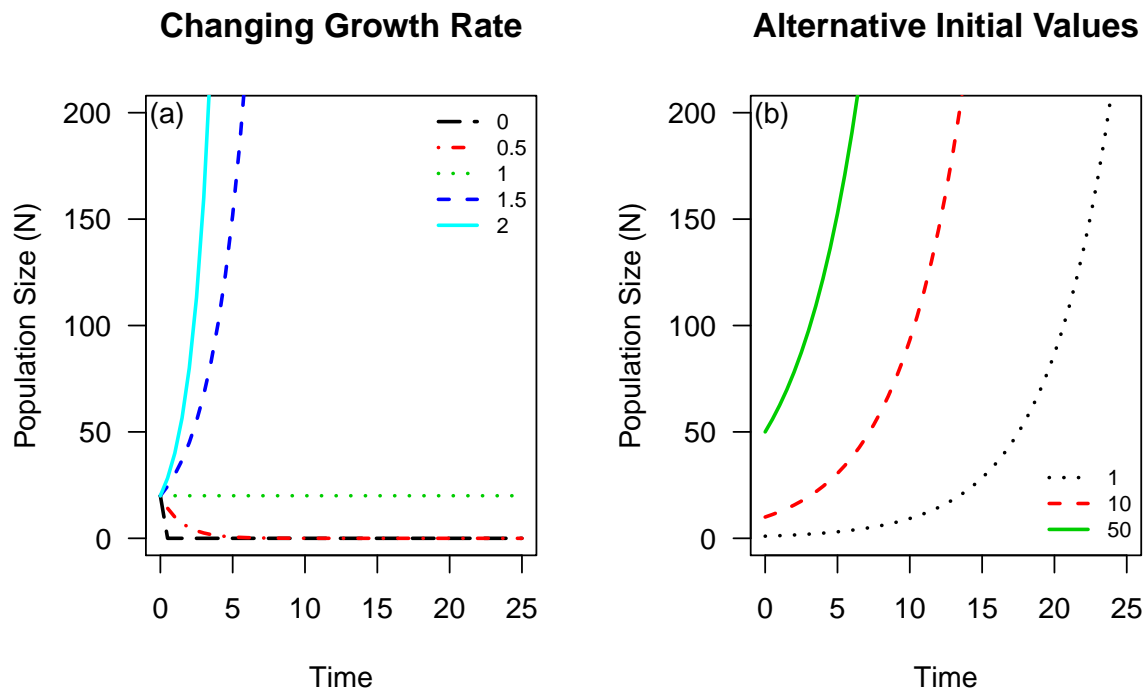 Changing Growth Rate
(a)
200
150
100
50
0
Population Size (N)
0
0.5
1
1.5
2
0 5 10 15 20 25
Time
Alternative Initial Values
(b)
200
150
100
50
0
Population Size (N)
1
10
50
0 5 10 15 20 25
Time